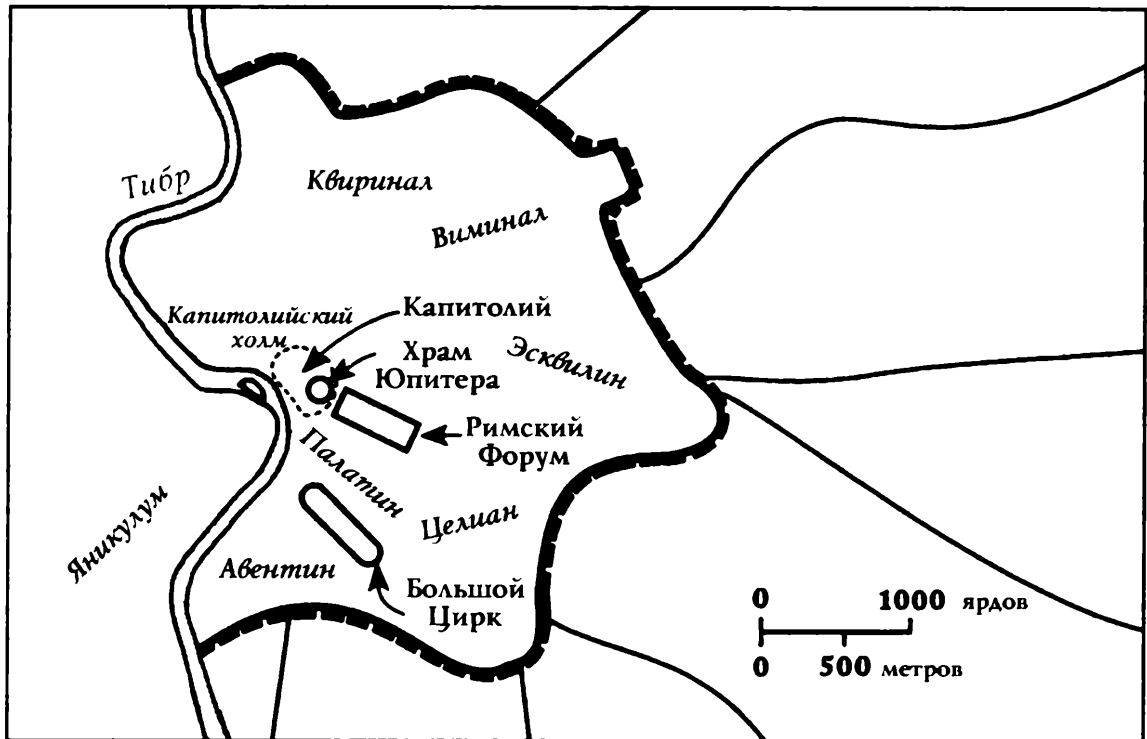 Тибр
Квиринал
Виминал
Капитолийский
холм
Капитолий
Храм
Юпитера
Эсквилин
Римский
Форум
Палатин
Целиан
Яникулум
Авентин
Большой
Цирк
0 1000 ярдов
0 500 метров